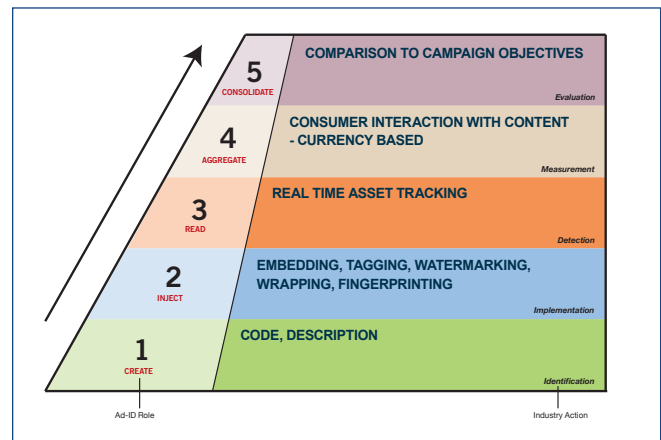 5
CONSOLIDATE
COMPARISON TO CAMPAIGN OBJECTIVES
Evaluation
4
AGGREGATE
CONSUMER INTERACTION WITH CONTENT
- CURRENCY BASED
Measurement
3
READ
REAL TIME ASSET TRACKING
Detection
2
INJECT
EMBEDDING, TAGGING, WATERMARKING,
WRAPPING, FINGERPRINTING
Implementation
1
CREATE
CODE, DESCRIPTION
Identification
Ad-ID Role
Industry Action